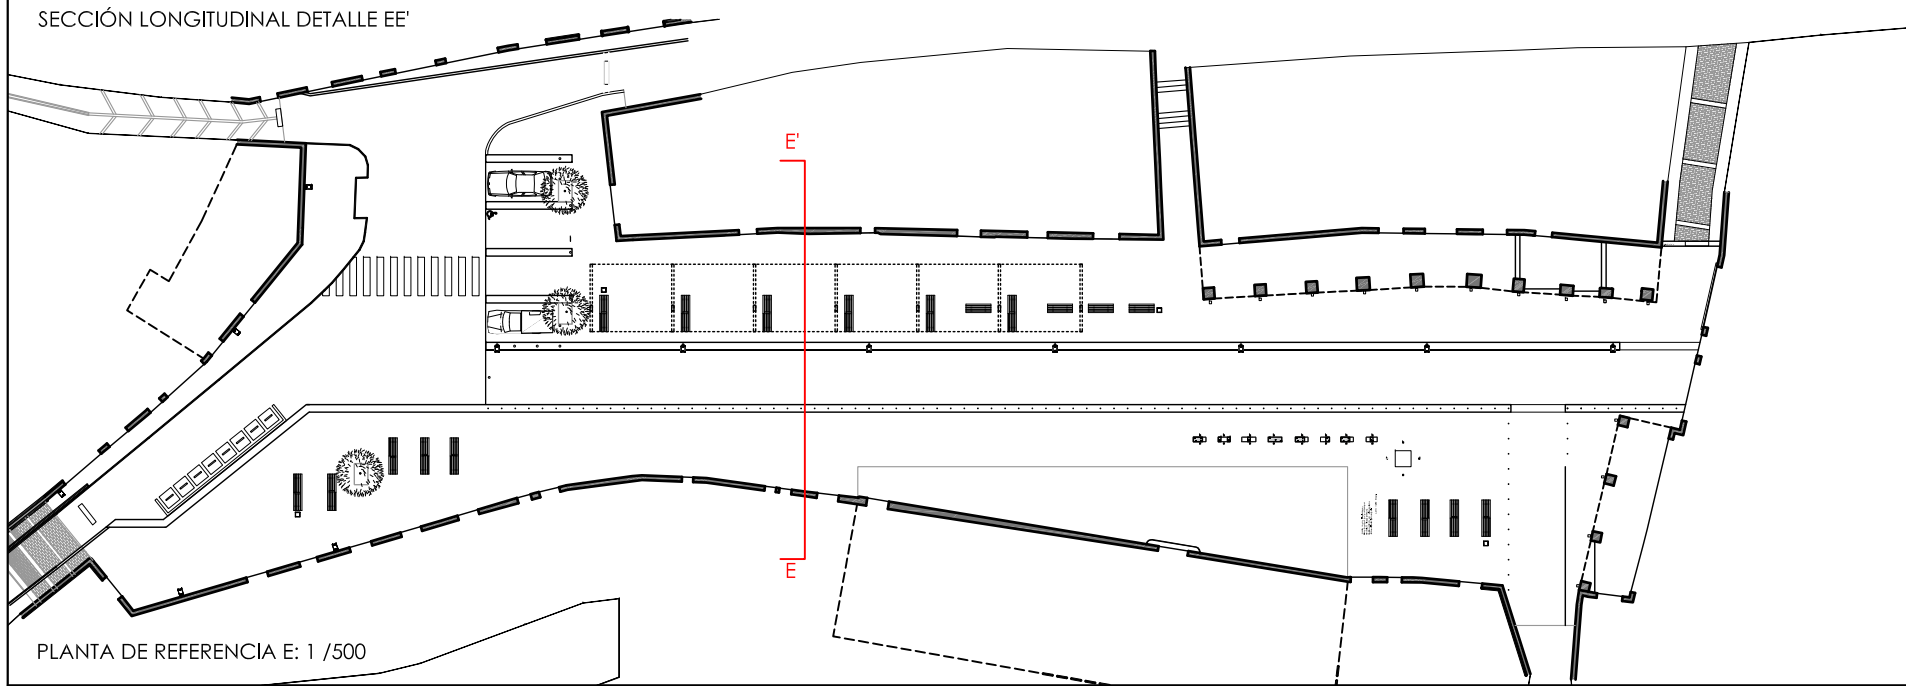 SECCIÓN LONGITUDINAL DETALLE EE'
E'
E
PLANTA DE REFERENCIA E: 1 /500